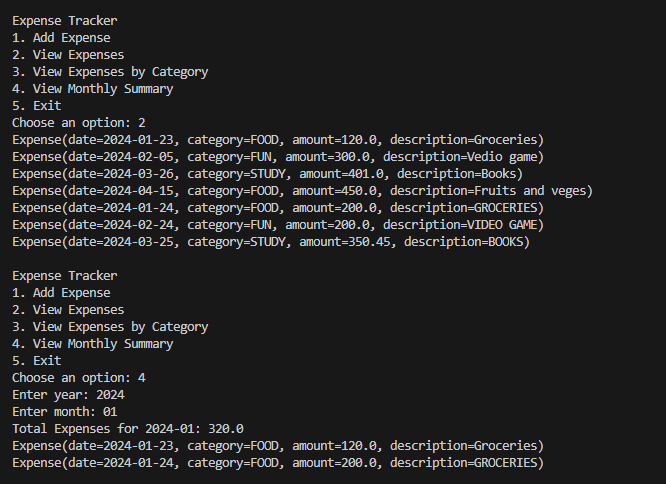 Expense Tracker
1. Add Expense
2. View Expenses
3. View Expenses by Category
4. View Monthly Summary
5. Exit
Choose an option: 2
Expense(date=2024-01-23, category=FOOD, amount=120.0, description=Groceries)
Expense(date=2024-02-05, category=FUN, amount=300.0, description=Vedio game)
Expense(date=2024-03-26, category=STUDY, amount=401.0, description=Books)
Expense(date=2024-04-15, category=FOOD, amount=450.0, description=Fruits and veges)
Expense(date=2024-01-24, category=FOOD, amount=200.0, description=GROCERIES)
Expense(date=2024-02-24, category=FUN, amount=200.0, description=VIDEO GAME)
Expense(date=2024-03-25, category=STUDY, amount=350.45, description=BOOKS)
Expense Tracker
1. Add Expense
2. View Expenses
3. View Expenses by Category
4. View Monthly Summary
5. Exit
Choose an option: 4
Enter year: 2024
Enter month: 01
Total Expenses for 2024-01: 320.0
Expense(date=2024-01-23, category=FOOD, amount=120.0, description=Groceries)
Expense(date=2024-01-24, category=FOOD, amount=200.0, description=GROCERIES)